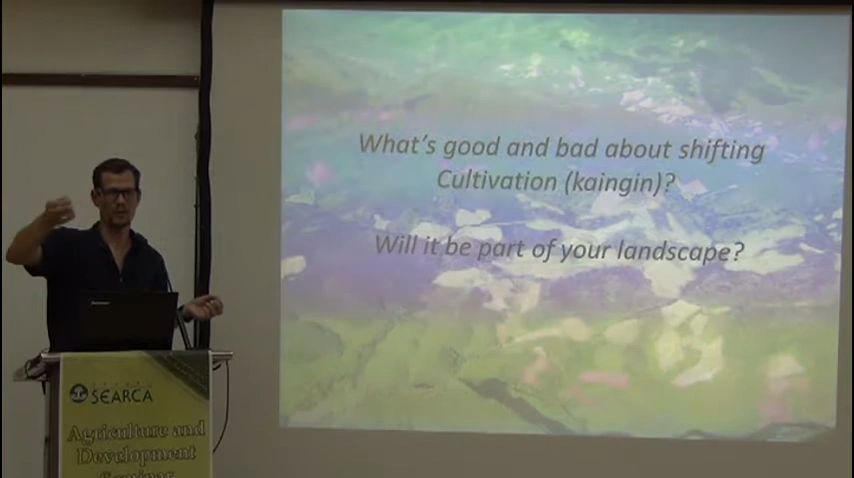 What's good and bad about shifting
Cultivation (kaingin)?
Will it be part of your landscape?
SEARCA
Agriculture and
Development
Seminar